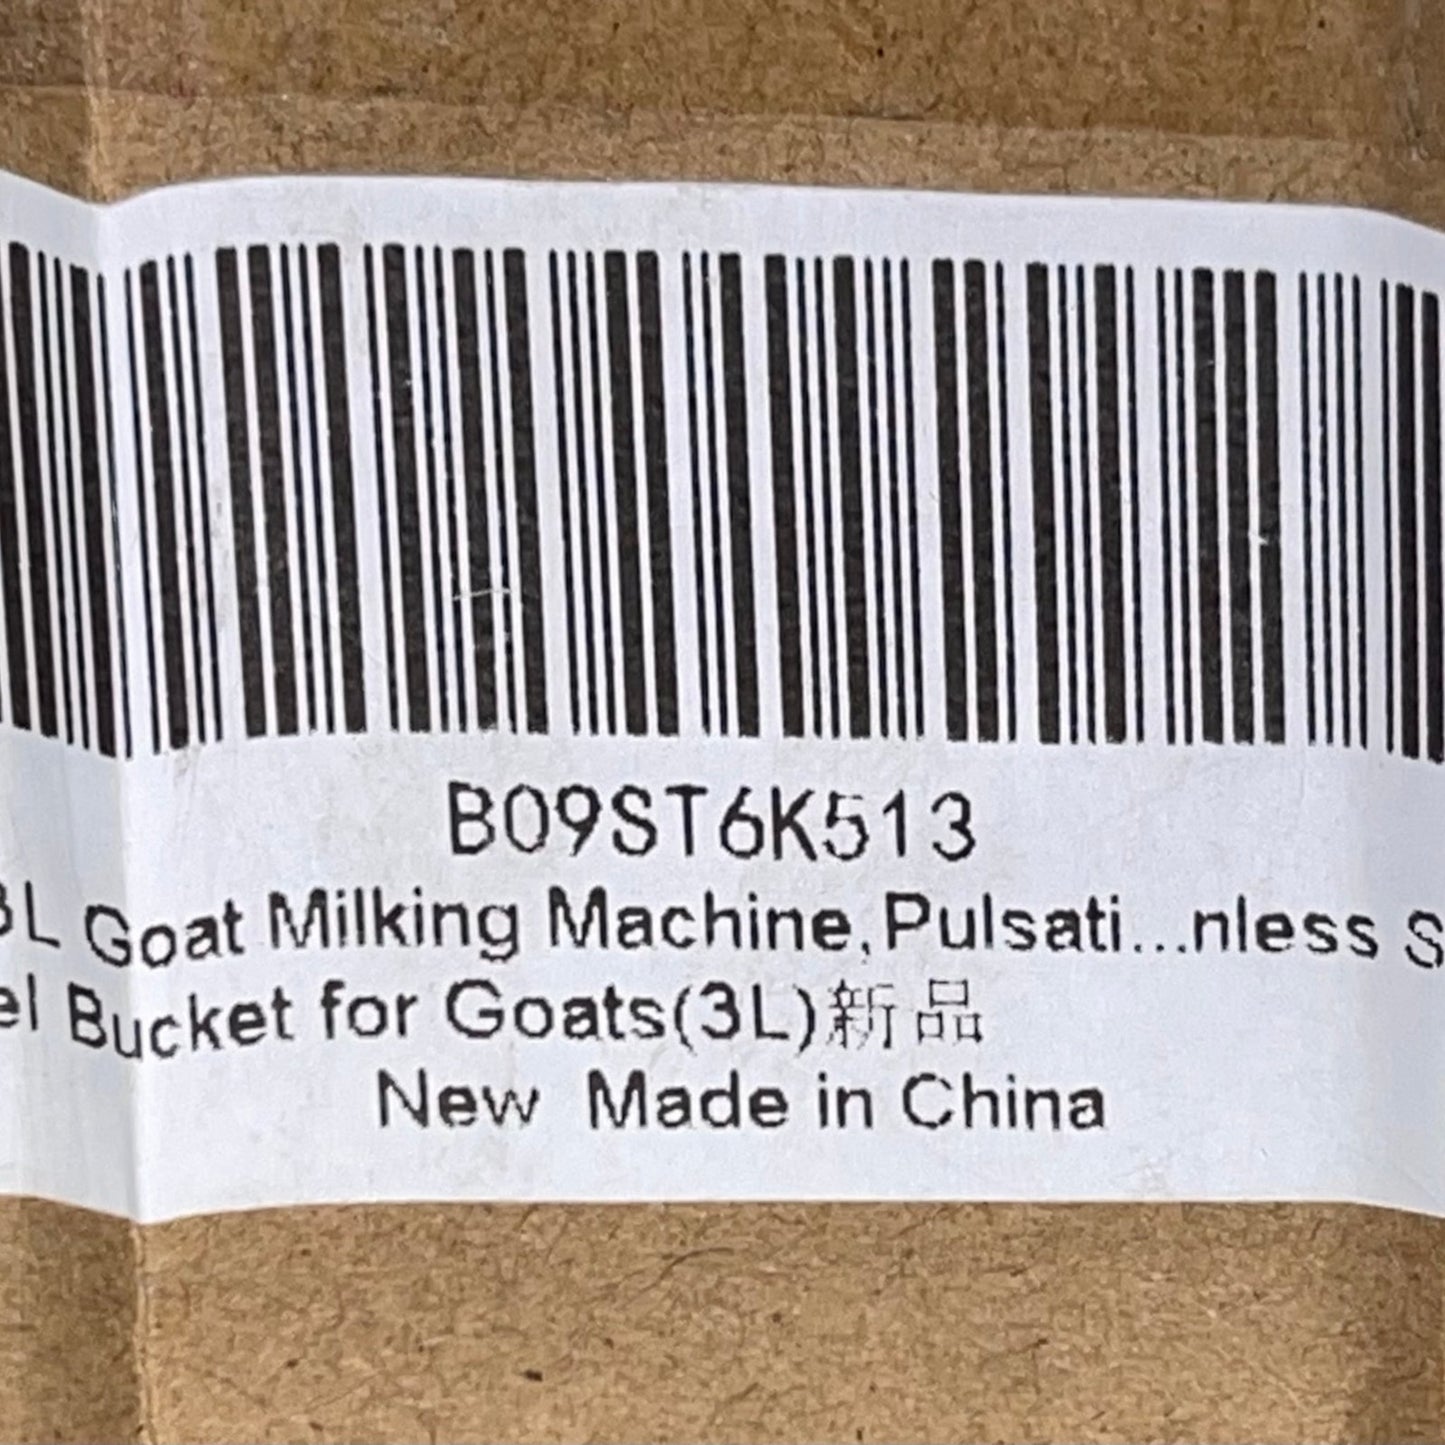 B09ST6K513
3L Goat Milking Machine,Pulsati...nless S
el Bucket for Goats(3L)新品
New Made in China